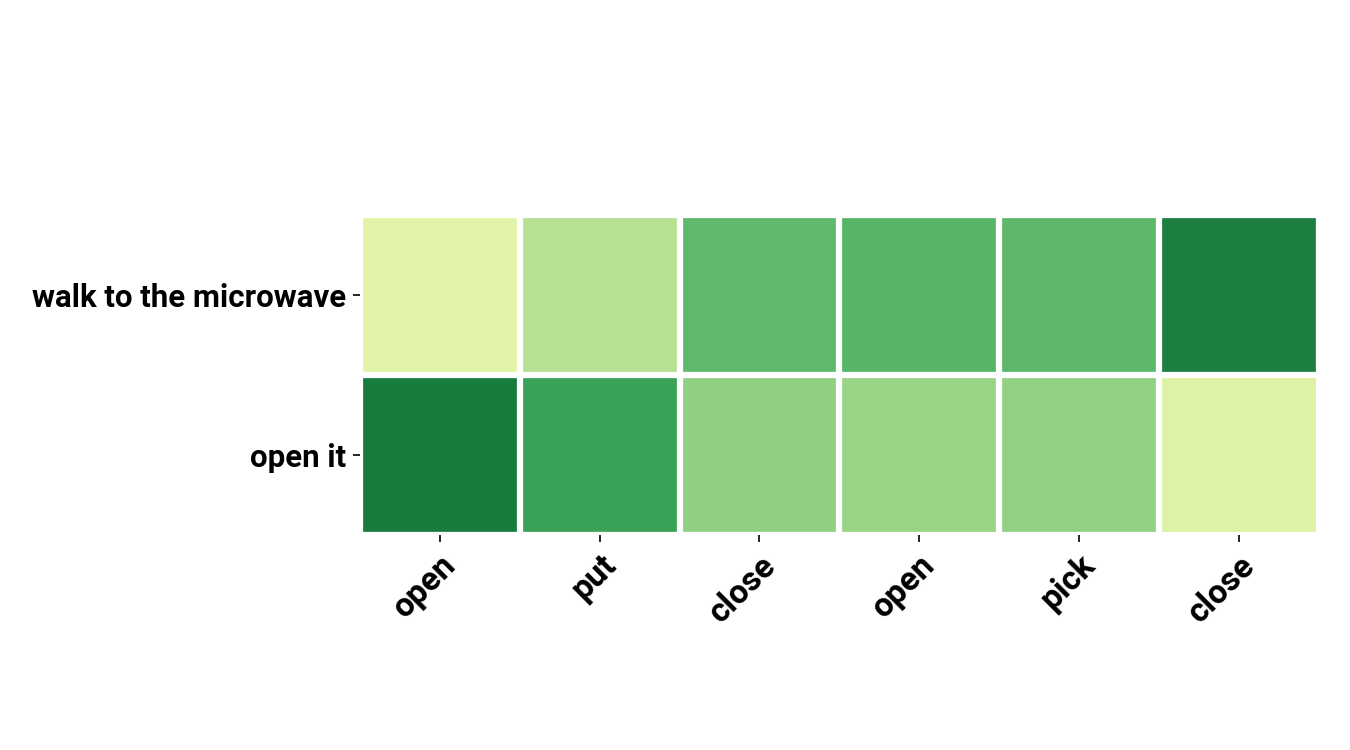 walk to the microwave
open it
open
put
close
open
pick
close